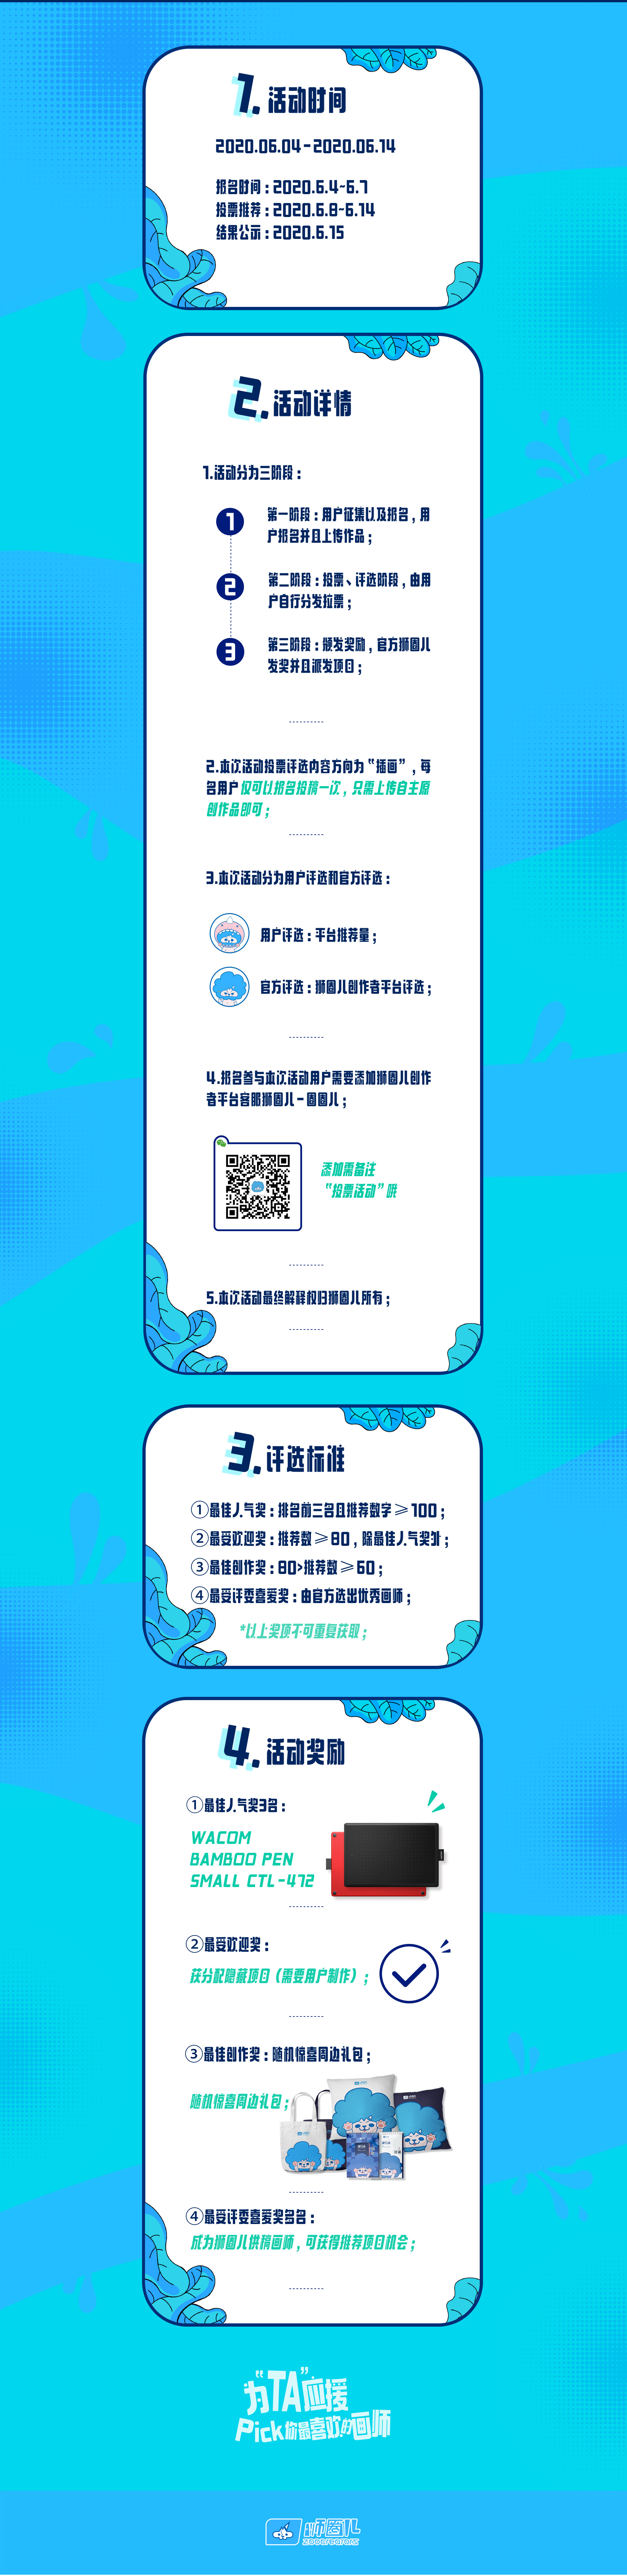 1.活动时间
2020.06.04-2020.06.14
报名时间：2020.6.4~6.7
投票推荐：2020.6.8~6.14
结果公示：2020.6.15
2.活动详情
1.活动分为三阶段：
1
第一阶段：用户征集以及报名，用
户报名并且上传作品；
2
第二阶段：投票、评选阶段，由用
户自行分发拉票；
3
第三阶段：颁发奖励，官方狮圈儿
发奖并且派发项目；
2.本次活动投票评选内容方向为“插画”，每
名用户仅可以报名投稿一次，只需上传自主原
创作品即可；
3.本次活动分为用户评选和官方评选：
用户评选：平台推荐量；
官方评选：狮圈儿创作者平台评选；
4.报名参与本次活动用户需要添加狮圈儿创作
者平台客服狮圈儿-圈圈儿；
添加需备注
“投票活动”哦
5.本次活动最终解释权归狮圈儿所有；
3.评选标准
①最佳人气奖：排名前三名且推荐数字≥100；
②最受欢迎奖：推荐数≥80，除最佳人气奖外；
③最佳创作奖：80>推荐数≥60；
④最受评委喜爱奖：由官方选出优秀画师；
*以上奖项不可重复获取；
4.活动奖励
①最佳人气奖3名：
WACOM
BAMBOO PEN
SMALL CTL-472
②最受欢迎奖：
获分配隐藏项目（需要用户制作）；
③最佳创作奖：随机惊喜周边礼包；
随机惊喜周边礼包；
④最受评委喜爱奖多名：
成为狮圈儿供稿画师，可获得推荐项目机会；
为“TA”应援
Pick你最喜欢的画师
狮圈儿